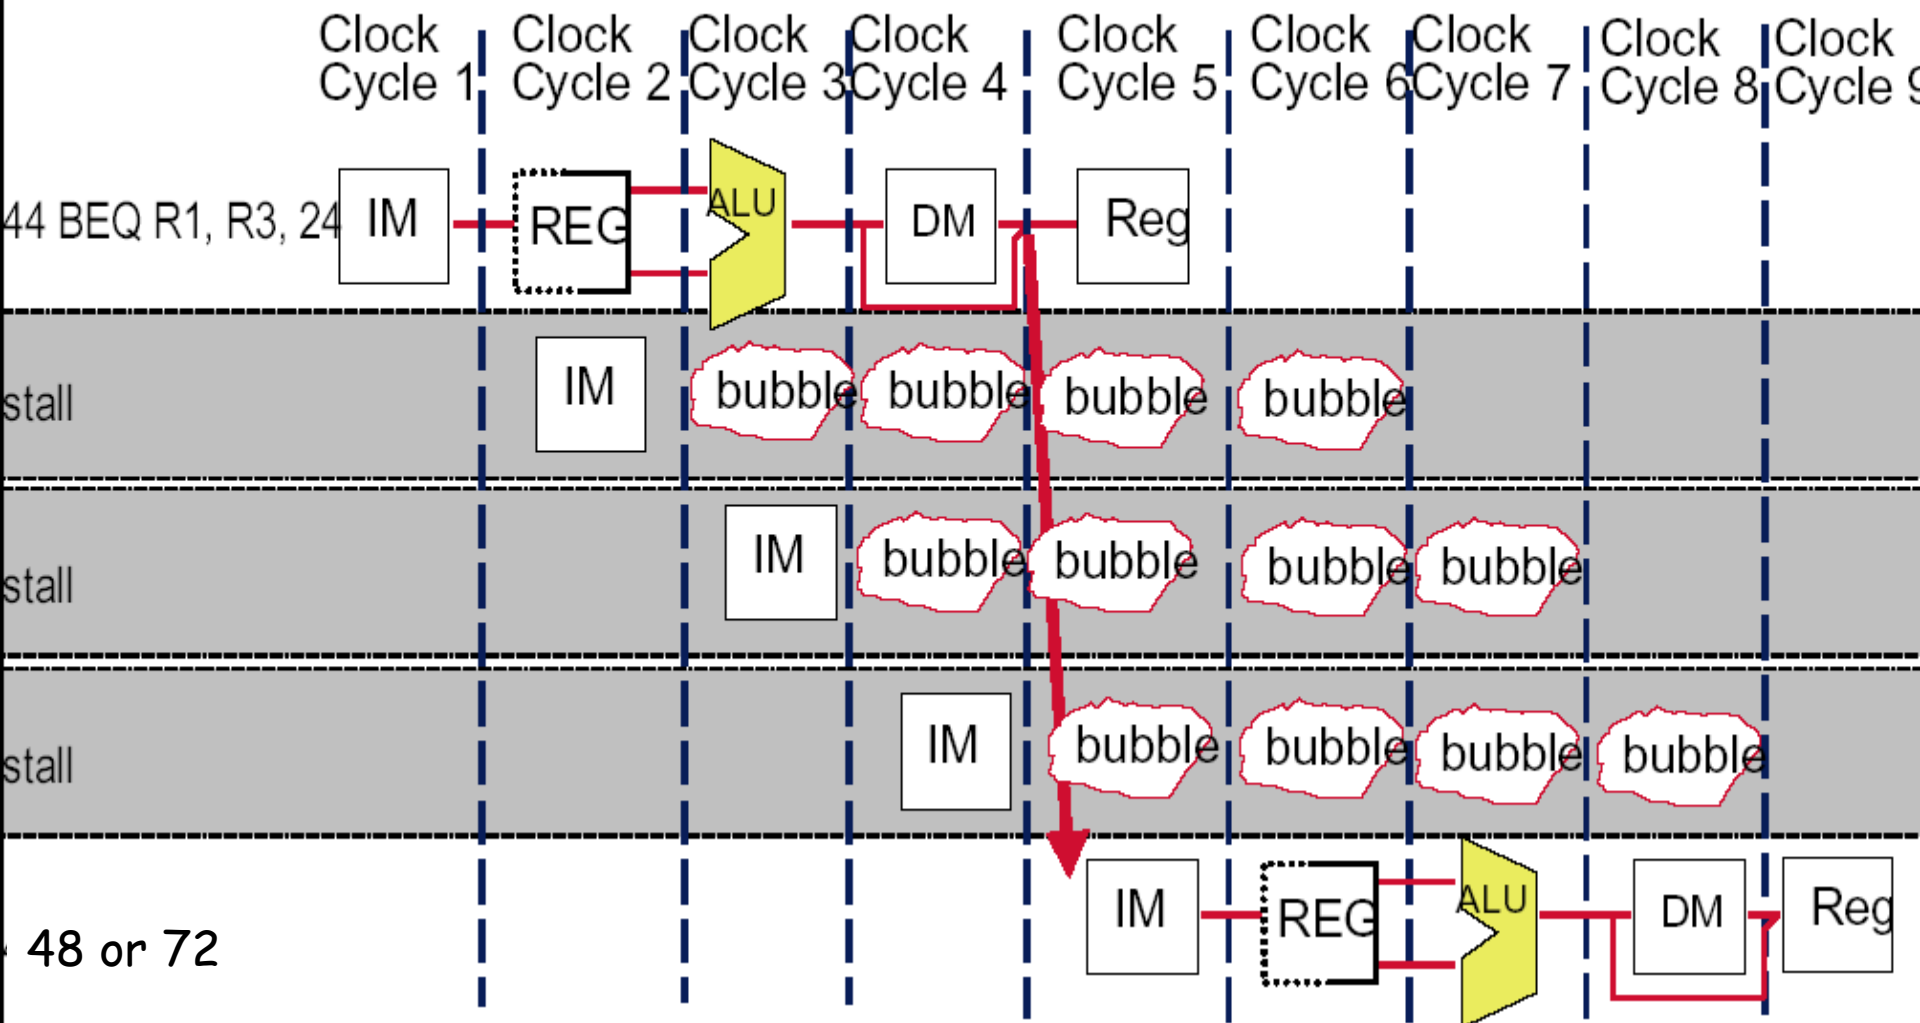 Clock Clock Clock Clock Clock Clock Clock Clock Clock
Cycle 1 Cycle 2 Cycle 3 Cycle 4 Cycle 5 Cycle 6 Cycle 7 Cycle 8 Cycle 9
44 BEQ R1, R3, 24 IM REG ALU DM Reg
stall IM bubble bubble bubble bubble
stall IM bubble bubble bubble bubble
stall IM bubble bubble bubble bubble
48 or 72 IM REG ALU DM Reg